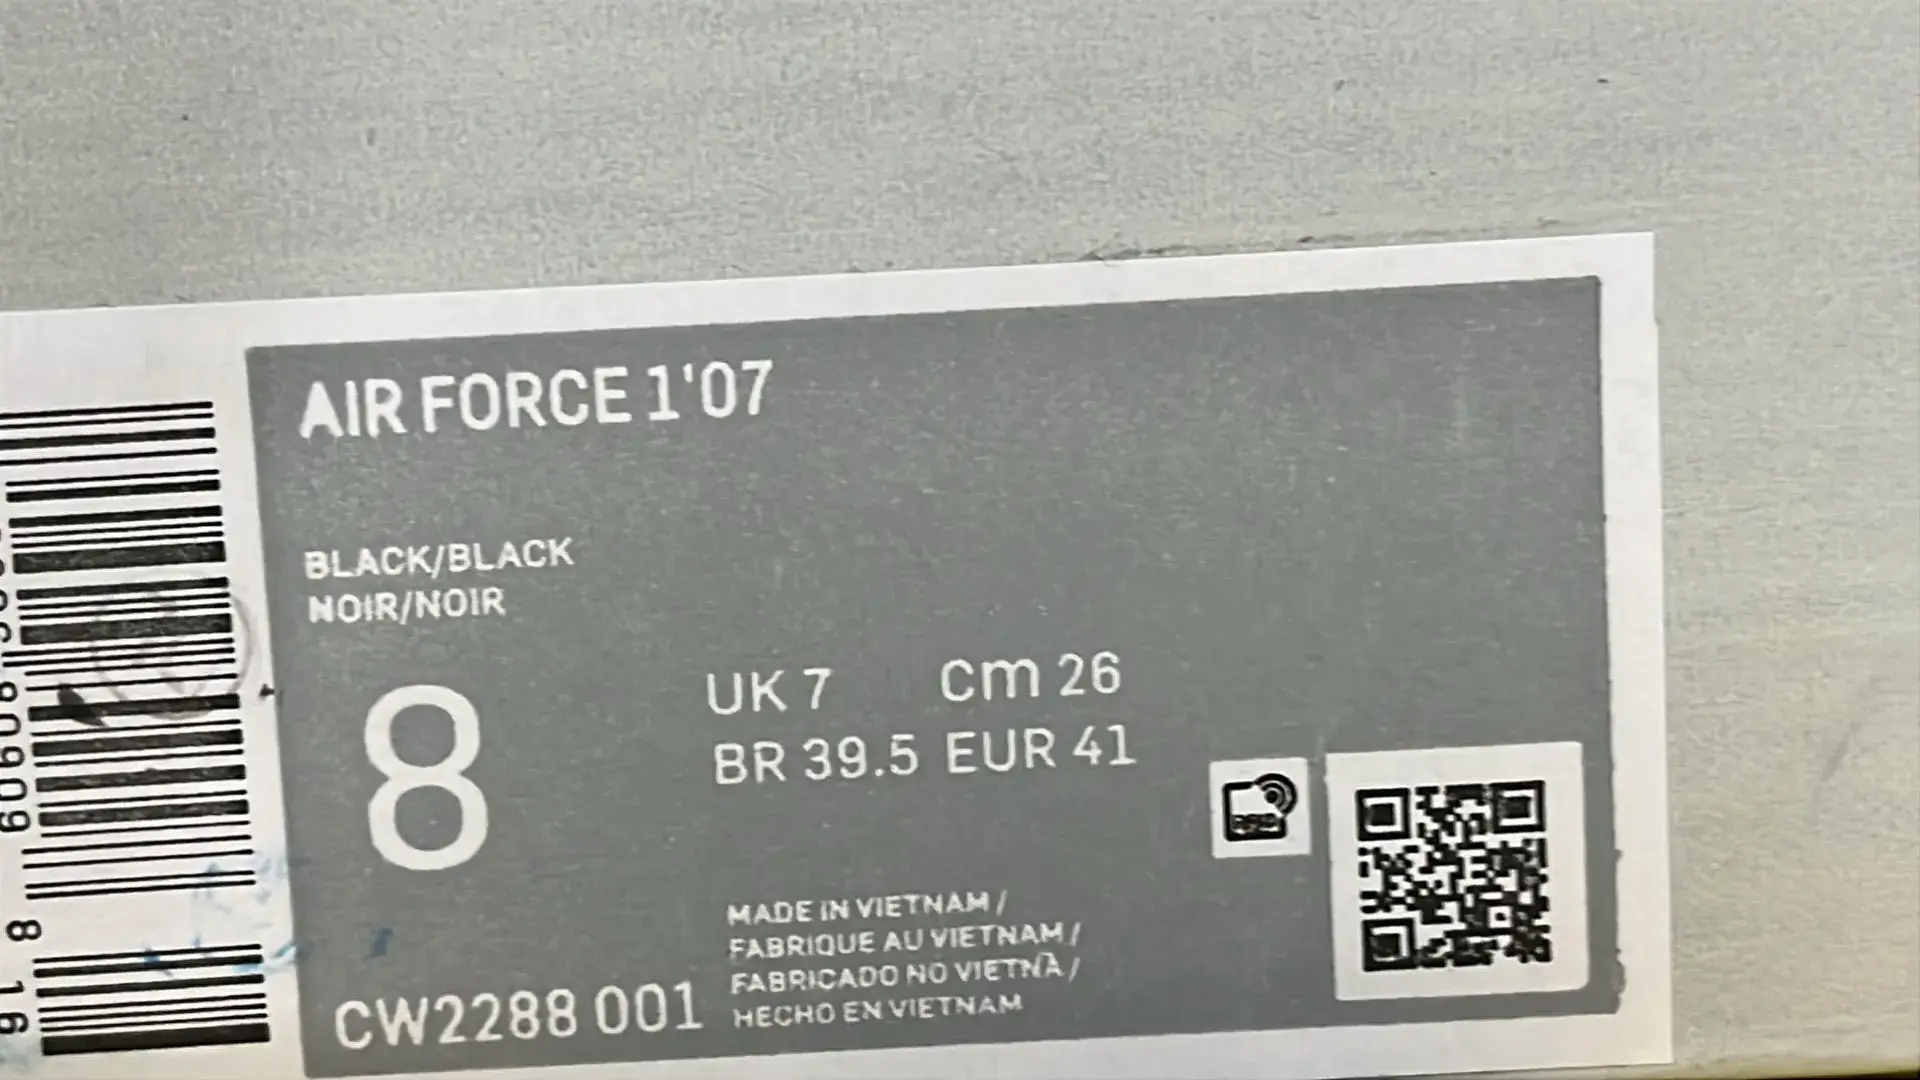 AIR FORCE 1'07
BLACK/BLACK
NOIR/NOIR
8
UK 7 Cm 26
BR 39.5 EUR 41
MADE IN VIETNAM /
FABRIQUE AU VIETNAM /
FABRICADO NO VIETNÃ /
HECHO EN VIETNAM
CW2288 001